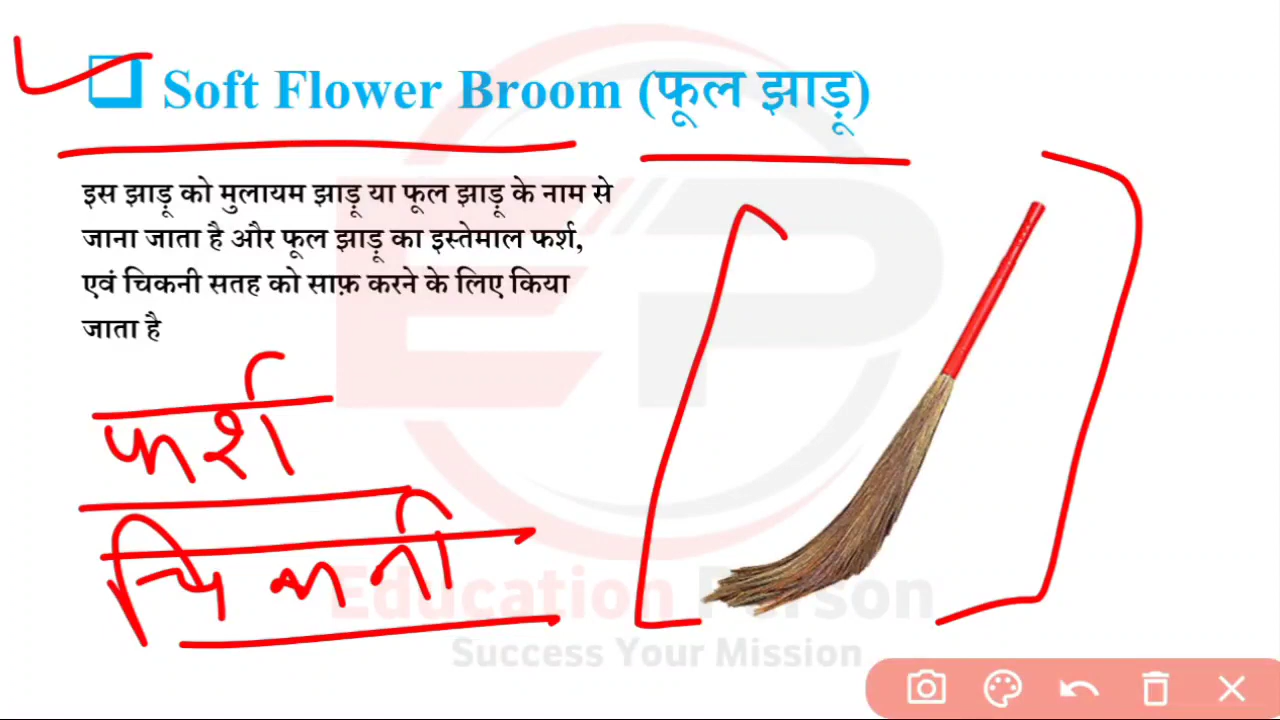 Soft Flower Broom (फूल झाड़ू)
इस झाड़ू को मुलायम झाड़ू या फूल झाड़ू के नाम से
जाना जाता है और फूल झाड़ू का इस्तेमाल फर्श,
एवं चिकनी सतह को साफ़ करने के लिए किया
जाता है
फर्श
चिकनी
EP
Education Person
Success Your Mission